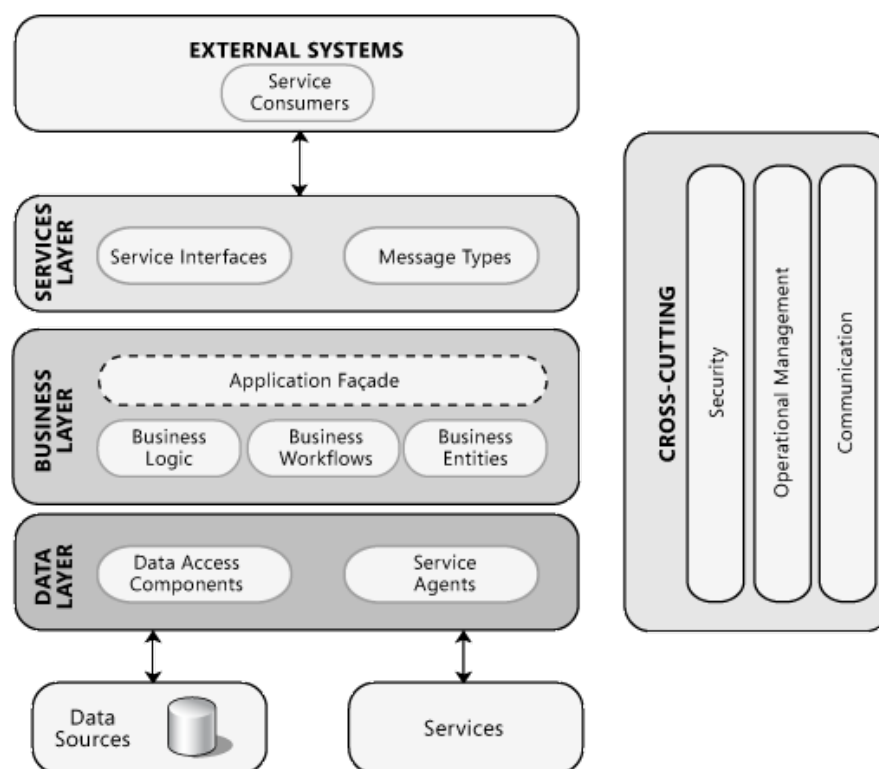 EXTERNAL SYSTEMS
Service
Consumers
SERVICES
LAYER
Service Interfaces
Message Types
BUSINESS
LAYER
Application Façade
Business
Logic
Business
Workflows
Business
Entities
DATA
LAYER
Data Access
Components
Service
Agents
Data
Sources
Services
CROSS-CUTTING
Security
Operational Management
Communication